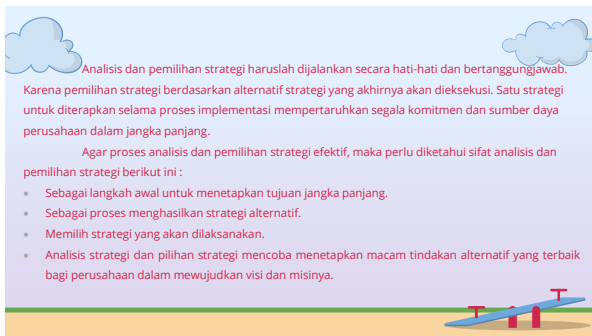 Analisis dan pemilihan strategi haruslah dijalankan secara hati-hati dan bertanggungjawab.
Karena pemilihan strategi berdasarkan alternatif strategi yang akhirnya akan dieksekusi. Satu strategi
untuk diterapkan selama proses implementasi mempertaruhkan segala komitmen dan sumber daya
perusahaan dalam jangka panjang.
Agar proses analisis dan pemilihan strategi efektif, maka perlu diketahui sifat analisis dan
pemilihan strategi berikut ini :
• Sebagai langkah awal untuk menetapkan tujuan jangka panjang.
• Sebagai proses menghasilkan strategi alternatif.
• Memilih strategi yang akan dilaksanakan.
• Analisis strategi dan pilihan strategi mencoba menetapkan macam tindakan alternatif yang terbaik
bagi perusahaan dalam mewujudkan visi dan misinya.